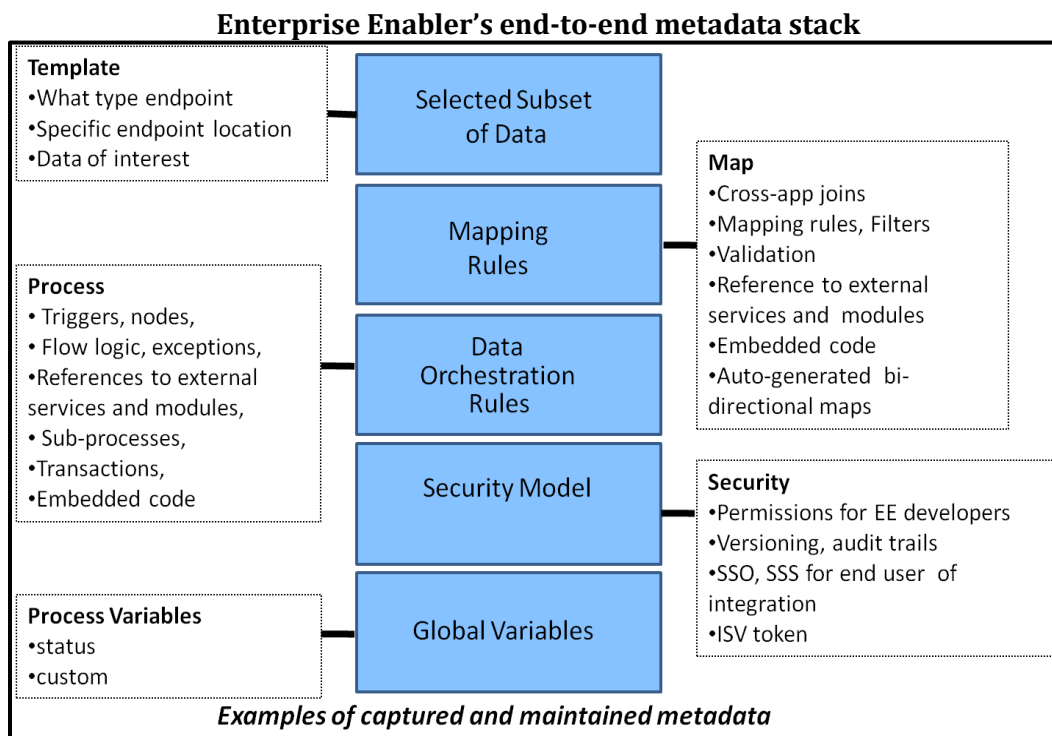 Enterprise Enabler's end-to-end metadata stack
Template
•What type endpoint
•Specific endpoint location
•Data of interest
Selected Subset
of Data
Map
•Cross-app joins
•Mapping rules, Filters
•Validation
•Reference to external
services and modules
•Embedded code
•Auto-generated bi-
directional maps
Mapping
Rules
Process
• Triggers, nodes,
• Flow logic, exceptions,
•References to external
services and modules,
• Sub-processes,
•Transactions,
•Embedded code
Data
Orchestration
Rules
Security Model
Security
•Permissions for EE developers
•Versioning, audit trails
•SSO, SSS for end user of
integration
•ISV token
Process Variables
•status
•custom
Global Variables
Examples of captured and maintained metadata